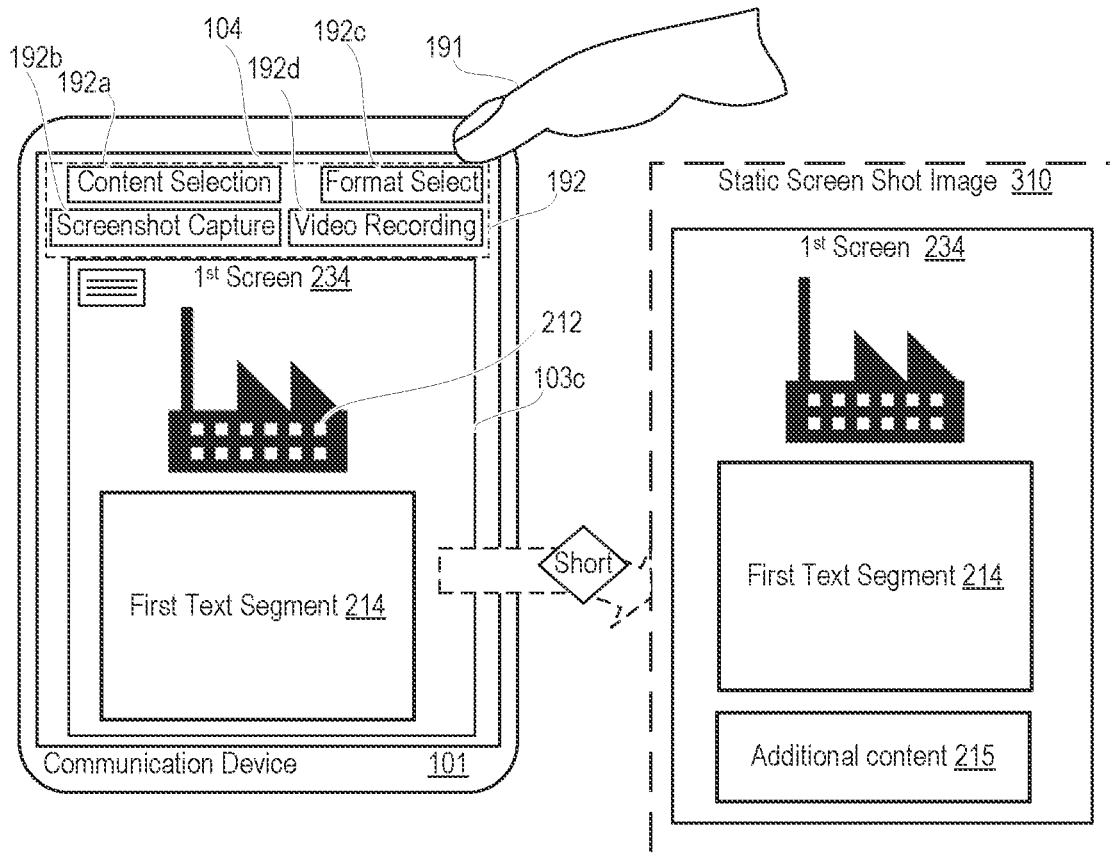 192b
192a
104
192d
192c
191
Content Selection
Format Select
Screenshot Capture
Video Recording
192
1st Screen 234
212
103c
First Text Segment 214
Communication Device 101
Short
Static Screen Shot Image 310
1st Screen 234
First Text Segment 214
Additional content 215